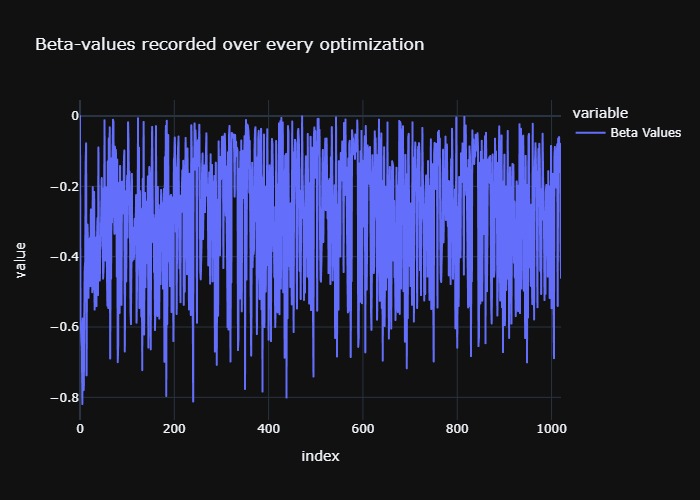 Beta-values recorded over every optimization
variable
Beta Values
value
0
−0.2
−0.4
−0.6
−0.8
0
200
400
600
800
1000
index